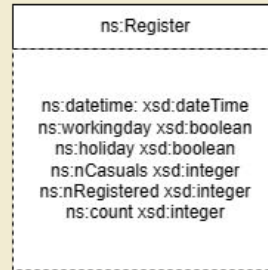 ns:Register
ns:datetime: xsd:dateTime
ns:workingday xsd:boolean
ns:holiday xsd:boolean
ns:nCasuals xsd:integer
ns:nRegistered xsd:integer
ns:count xsd:integer